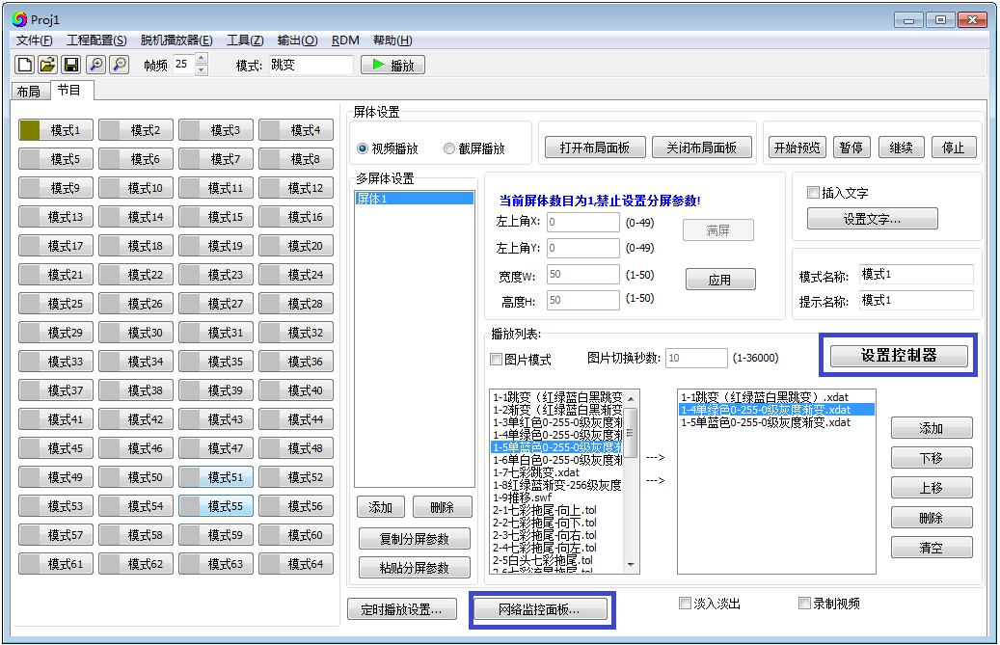 Proj1
文件(F) 工程配置(S) 脱机播放器(E) 工具(Z) 输出(O) RDM 帮助(H)
帧频 25 模式: 跳变 播放
布局 节目
模式1 模式2 模式3 模式4
模式5 模式6 模式7 模式8
模式9 模式10 模式11 模式12
模式13 模式14 模式15 模式16
模式17 模式18 模式19 模式20
模式21 模式22 模式23 模式24
模式25 模式26 模式27 模式28
模式29 模式30 模式31 模式32
模式33 模式34 模式35 模式36
模式37 模式38 模式39 模式40
模式41 模式42 模式43 模式44
模式45 模式46 模式47 模式48
模式49 模式50 模式51 模式52
模式53 模式54 模式55 模式56
模式57 模式58 模式59 模式60
模式61 模式62 模式63 模式64
屏体设置
视频播放 截屏播放 打开布局面板 关闭布局面板 开始预览 暂停 继续 停止
多屏体设置
屏体1
添加 删除
复制分屏参数
粘贴分屏参数
当前屏体数目为1,禁止设置分屏参数!
左上角X: 0 (0-49) 满屏
左上角Y: 0 (0-49)
宽度W: 50 (1-50) 应用
高度H: 50 (1-50)
插入文字
设置文字...
模式名称: 模式1
提示名称: 模式1
播放列表:
图片模式 图片切换秒数: 10 (1-36000) 设置控制器
1-1跳变（红绿蓝白黑跳变
1-2渐变（红绿蓝白黑渐变
1-3单红色0-255-0级灰度渐
1-4单绿色0-255-0级灰度渐
1-5单蓝色0-255-0级灰度渐
1-6单白色0-255-0级灰度渐
1-7七彩跳变.xdat
1-8红绿蓝渐变-256级灰度
1-9推移.swf
2-1七彩拖尾-向上.tol
2-2七彩拖尾-向下.tol
2-3七彩拖尾-向右.tol
2-4七彩拖尾-向左.tol
2-5白头七彩拖尾.tol
2-6七彩流星拖尾.tol
--->
--->
1-1跳变（红绿蓝白黑跳变）.xdat
1-4单绿色0-255-0级灰度渐变.xdat
1-5单蓝色0-255-0级灰度渐变.xdat
添加
下移
上移
删除
清空
定时播放设置... 网络监控面板... 淡入淡出 录制视频